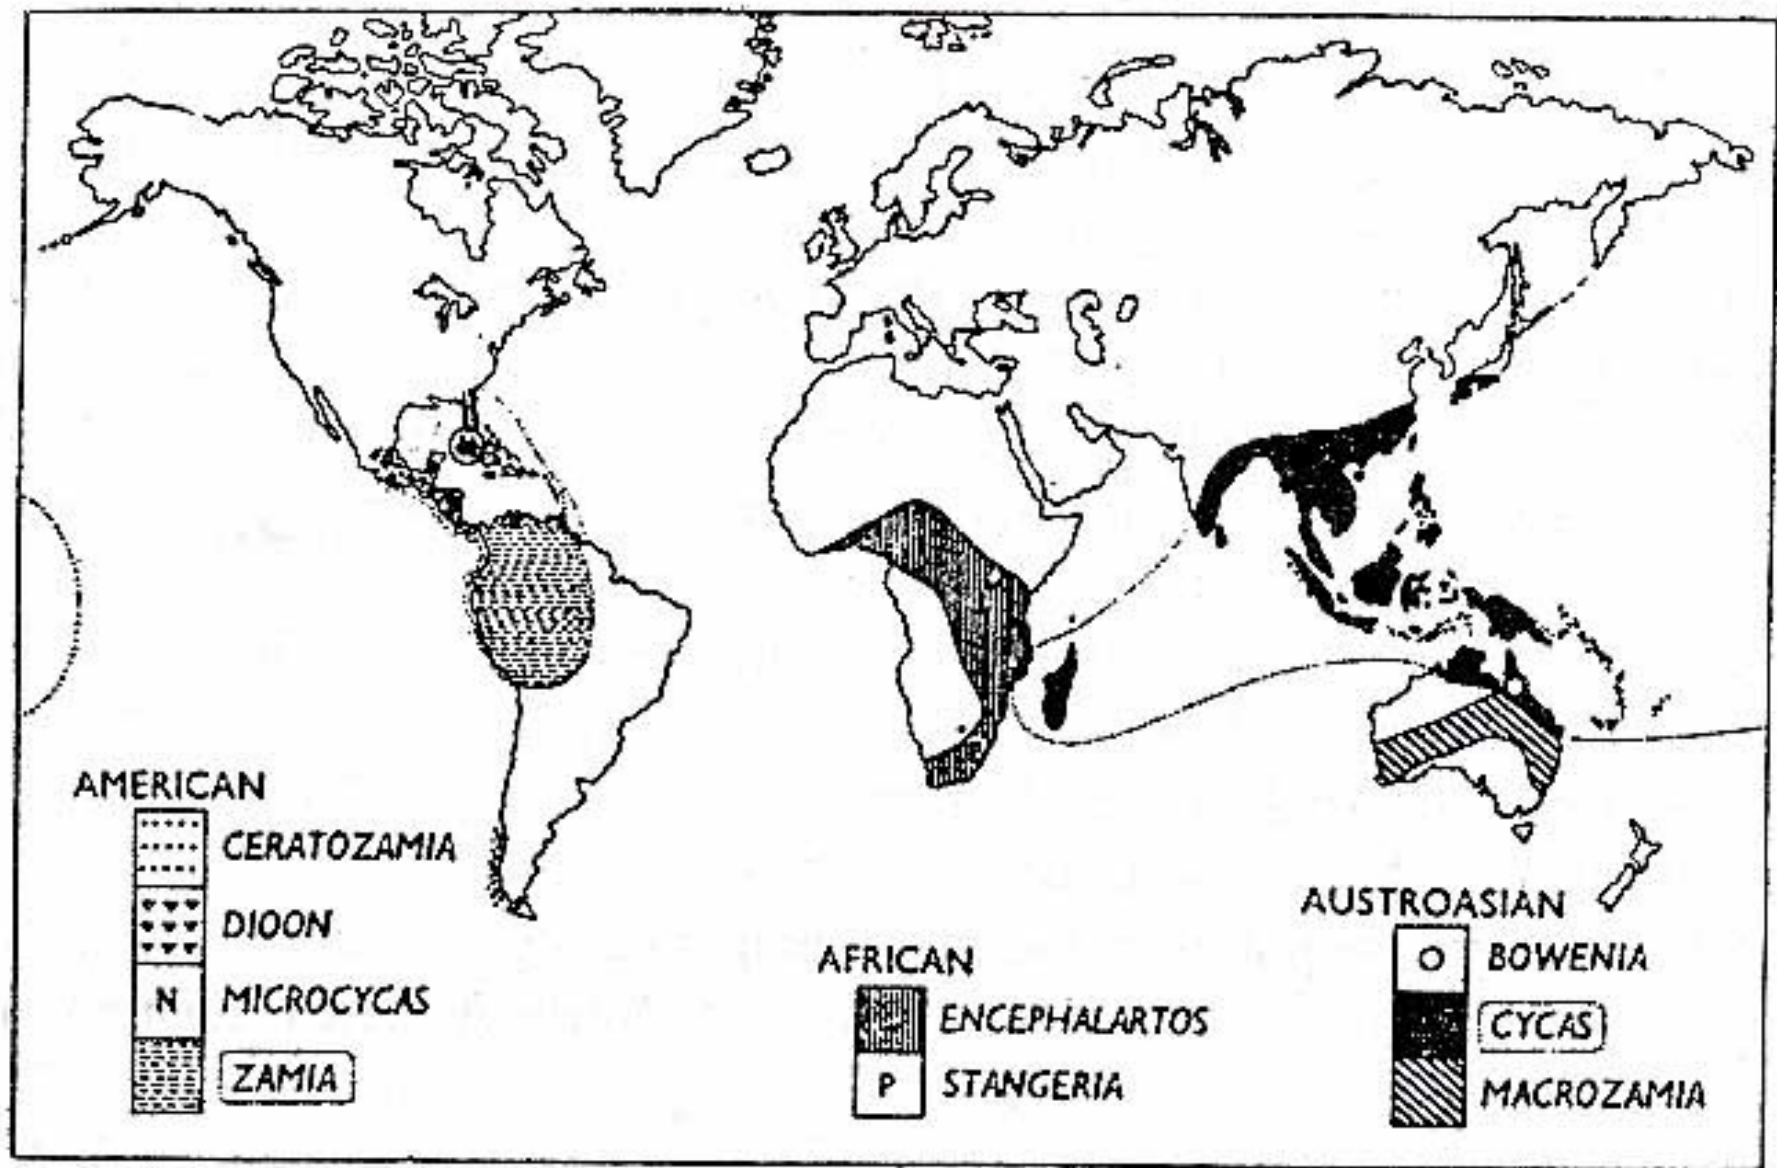 AMERICAN
CERATOZAMIA
DIOON
N MICROCYCAS
ZAMIA
AFRICAN
ENCEPHALARTOS
P STANGERIA
AUSTROASIAN
BOWENIA
CYCAS
MACROZAMIA